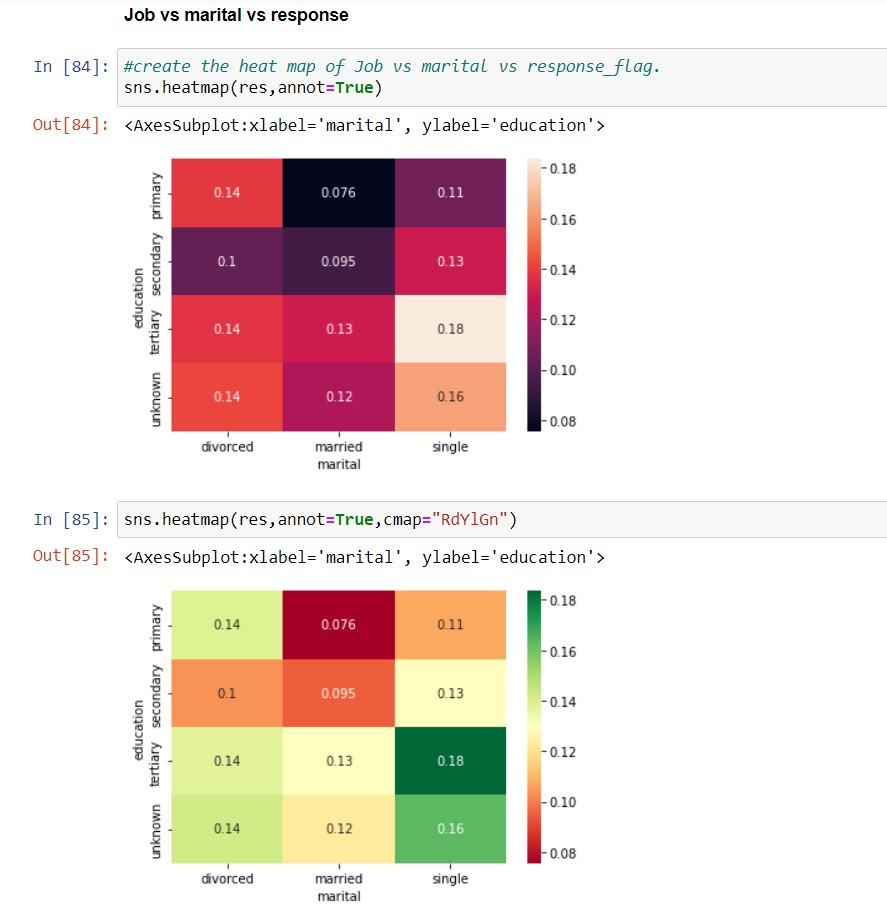 Job vs marital vs response
In [84]: #create the heat map of Job vs marital vs response_flag.
sns.heatmap(res,annot=True)
Out[84]: <AxesSubplot:xlabel='marital', ylabel='education'>
education
primary 0.14 0.076 0.11
secondary 0.1 0.095 0.13
tertiary 0.14 0.13 0.18
unknown 0.14 0.12 0.16
divorced married single
marital
0.18
0.16
0.14
0.12
0.10
0.08
In [85]: sns.heatmap(res,annot=True,cmap="RdYlGn")
Out[85]: <AxesSubplot:xlabel='marital', ylabel='education'>
education
primary 0.14 0.076 0.11
secondary 0.1 0.095 0.13
tertiary 0.14 0.13 0.18
unknown 0.14 0.12 0.16
divorced married single
marital
0.18
0.16
0.14
0.12
0.10
0.08